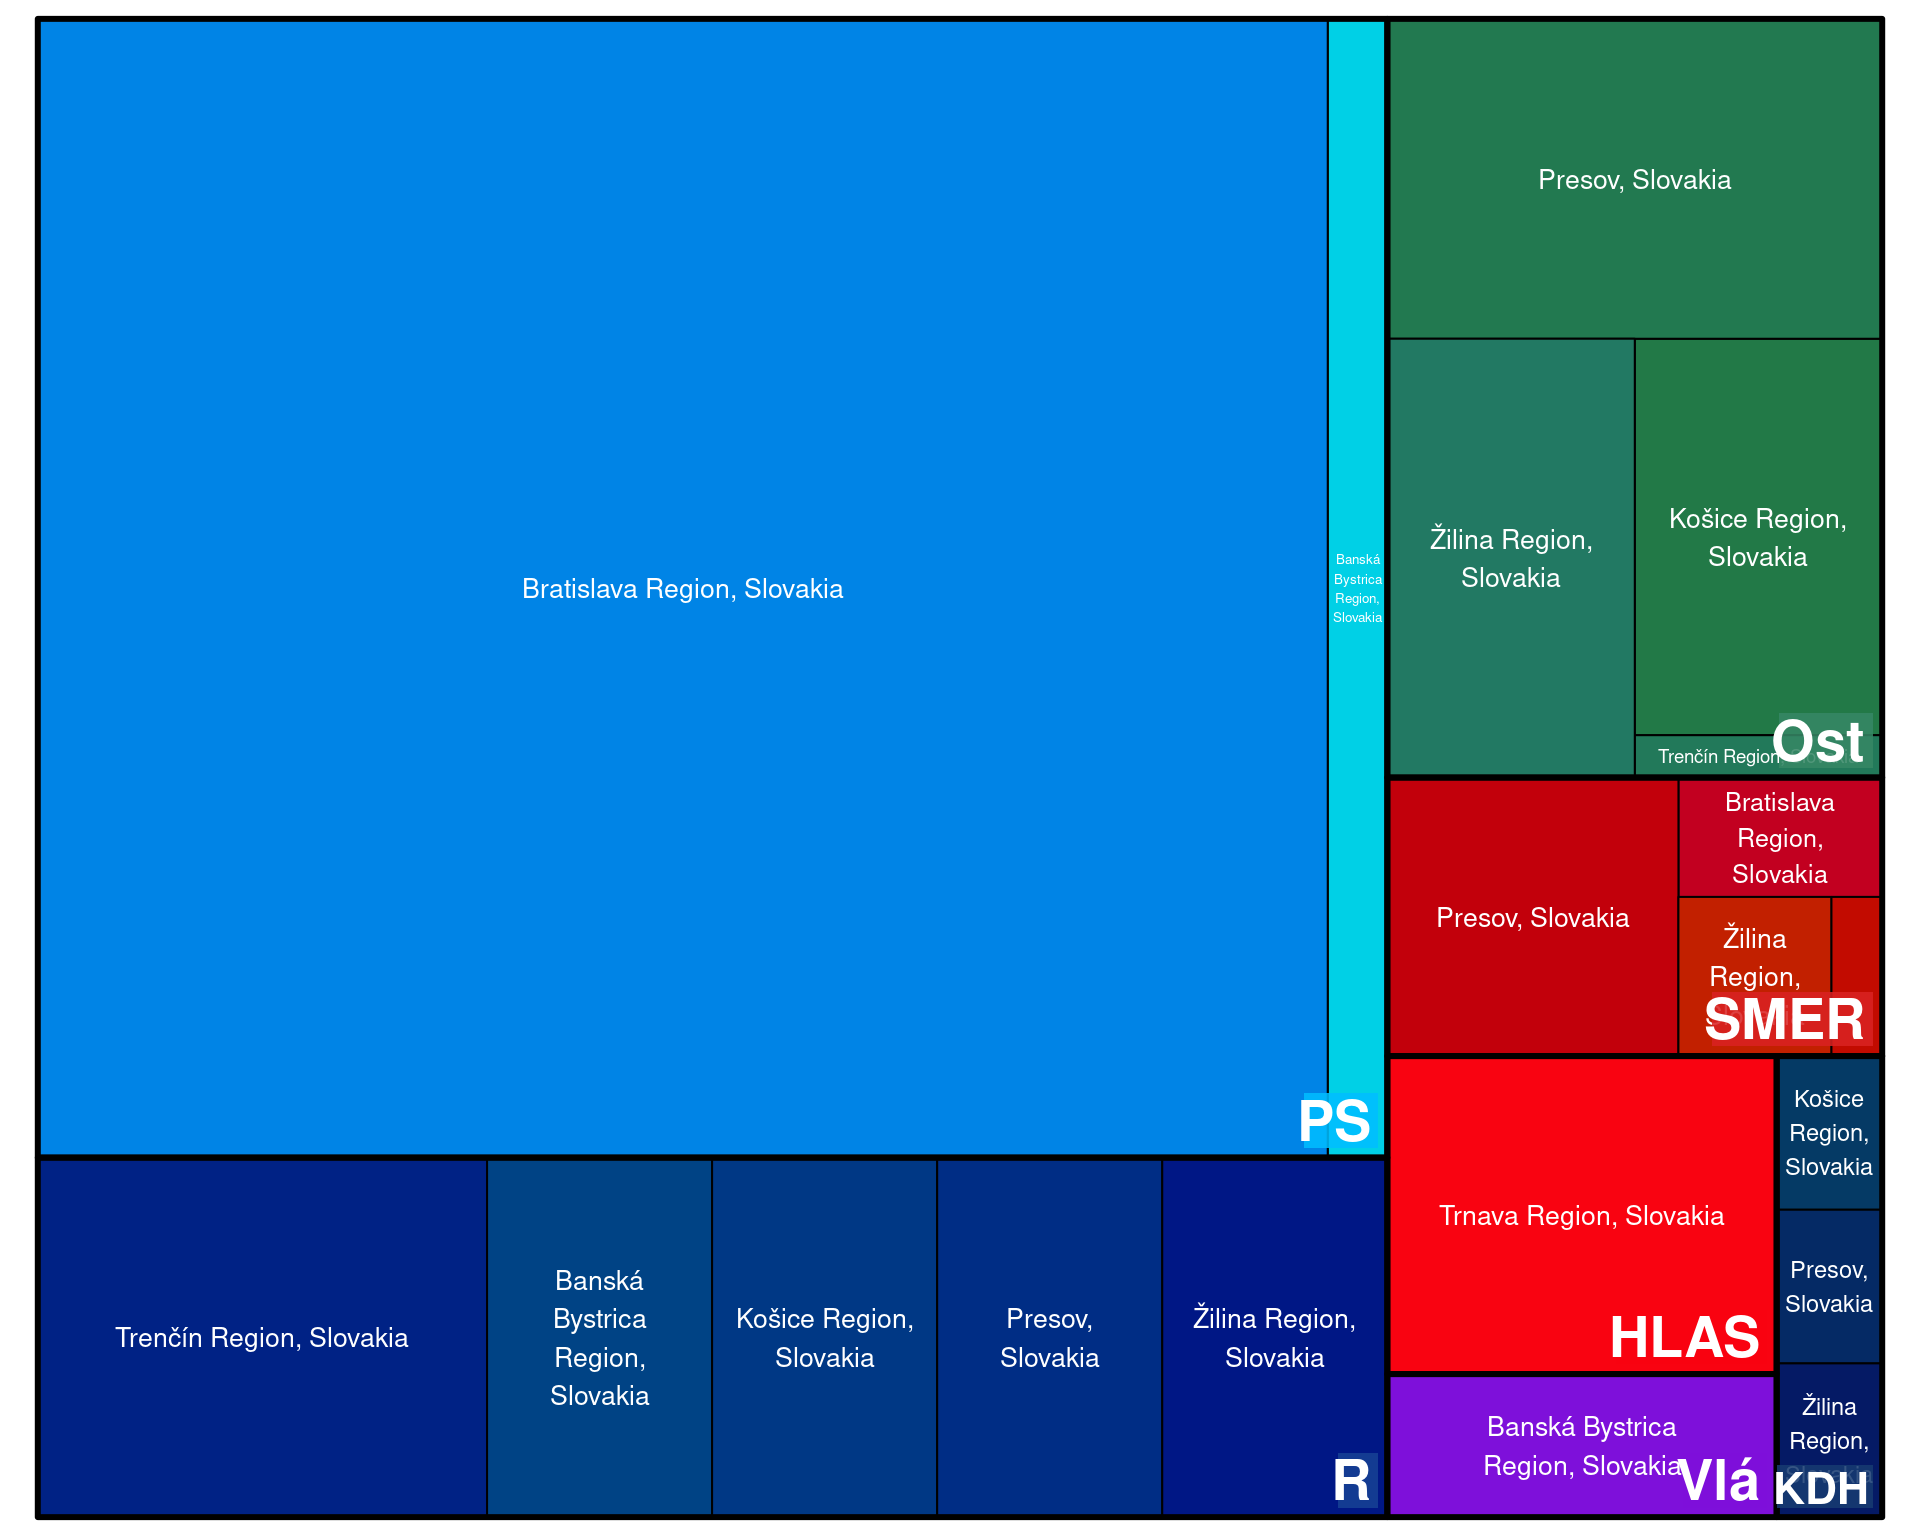 Bratislava Region, Slovakia
Banská
Bystrica
Region,
Slovakia
PS
Trenčín Region, Slovakia
Banská
Bystrica
Region,
Slovakia
Košice Region,
Slovakia
Presov,
Slovakia
Žilina Region,
Slovakia
R
Presov, Slovakia
Žilina Region,
Slovakia
Košice Region,
Slovakia
Trenčín Region
Ost
Presov, Slovakia
Bratislava
Region,
Slovakia
Žilina
Region,
SMER
Trnava Region, Slovakia
HLAS
Košice
Region,
Slovakia
Presov,
Slovakia
Žilina
Region,
KDH
Banská Bystrica
Region, Slovakia
Vlá